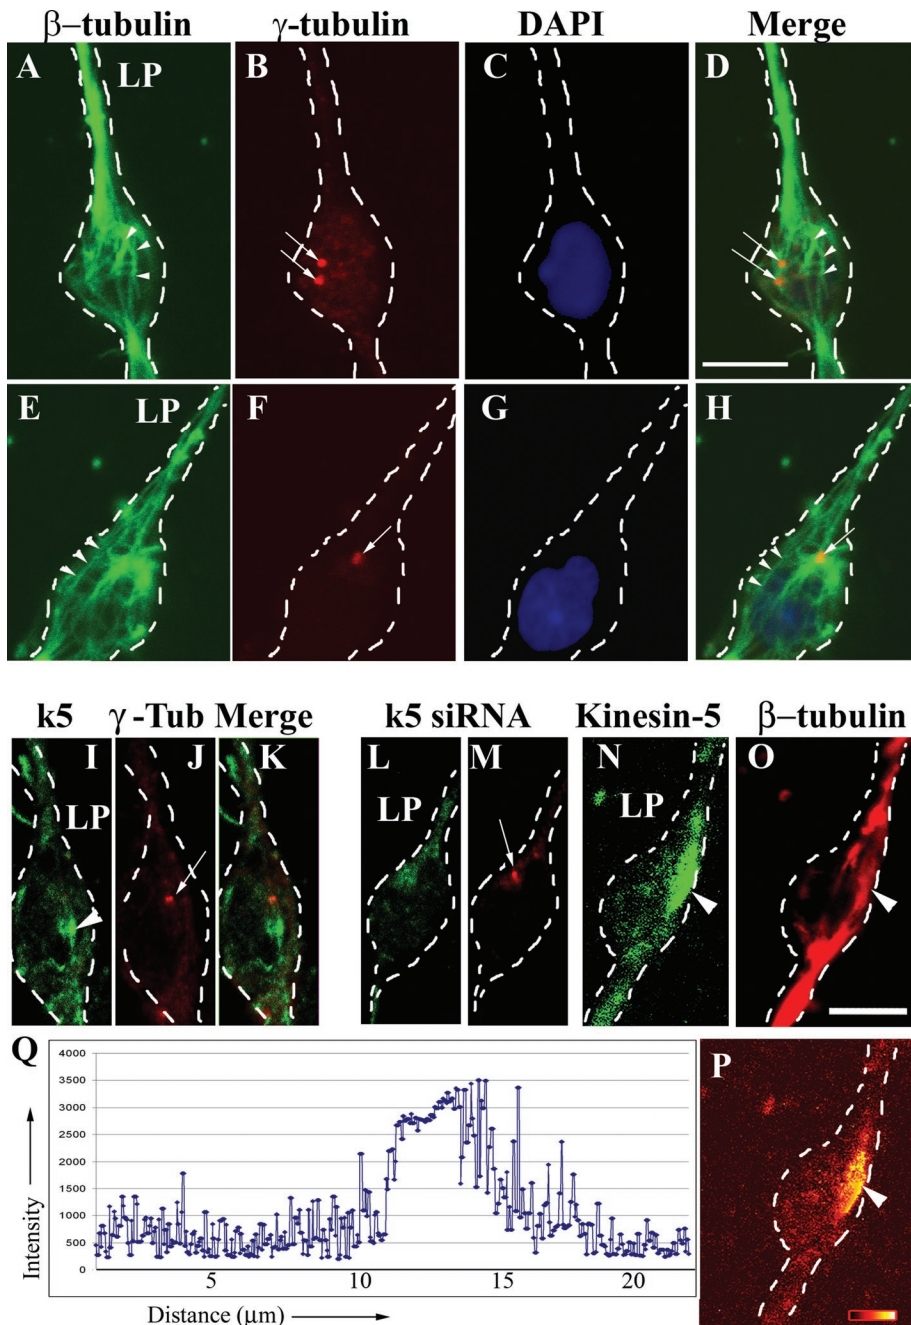 β–tubulin γ-tubulin DAPI Merge
A LP B C D
E LP F G H
k5 γ-Tub Merge k5 siRNA Kinesin-5 β–tubulin
I J K L M N O
LP LP LP
Q P
4000
3500
3000
2500
2000
1500
1000
500
0
Intensity
5 10 15 20
Distance (µm)